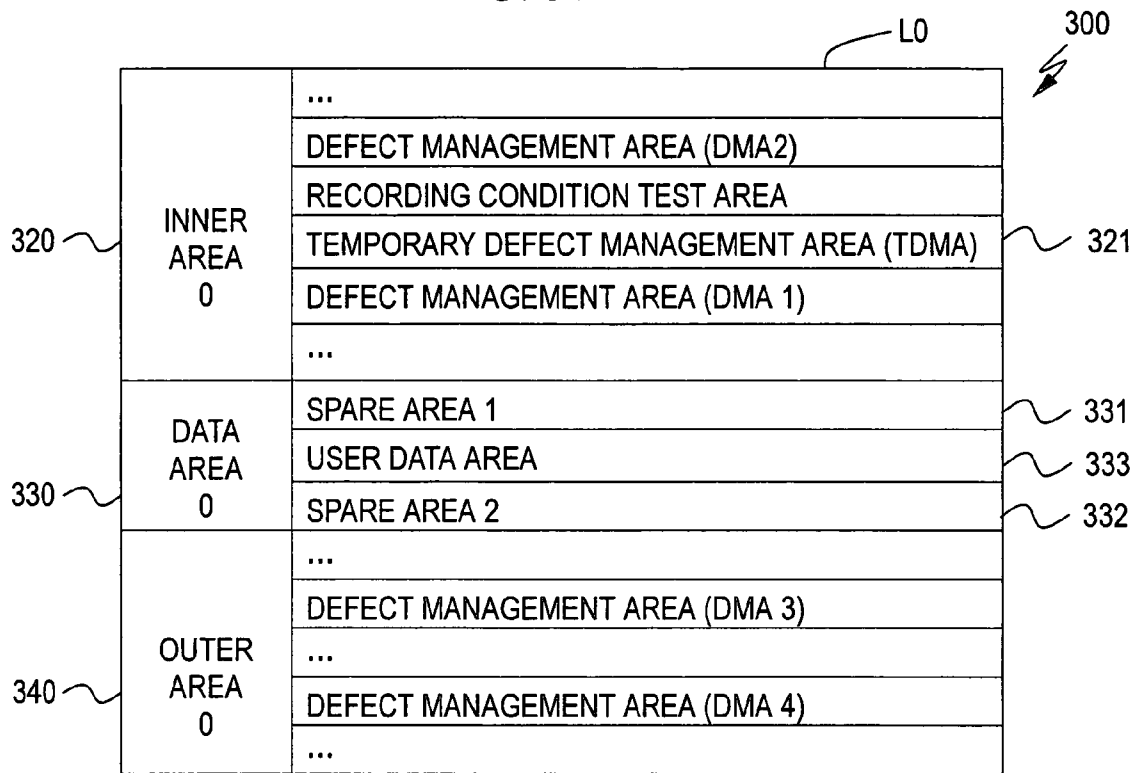 L0
300
...
DEFECT MANAGEMENT AREA (DMA2)
RECORDING CONDITION TEST AREA
320
INNER AREA 0
TEMPORARY DEFECT MANAGEMENT AREA (TDMA)
321
DEFECT MANAGEMENT AREA (DMA 1)
...
SPARE AREA 1
331
330
DATA AREA 0
USER DATA AREA
333
SPARE AREA 2
332
...
DEFECT MANAGEMENT AREA (DMA 3)
340
OUTER AREA 0
...
DEFECT MANAGEMENT AREA (DMA 4)
...